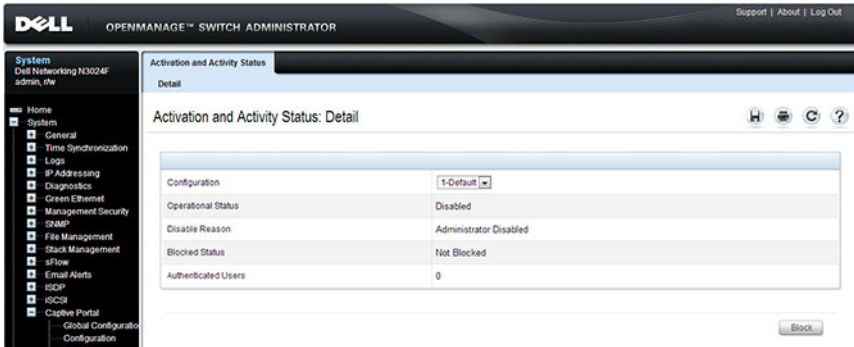 Support | About | Log Out
DELL OPENMANAGE™ SWITCH ADMINISTRATOR
System
Dell Networking N3024F
admin, r/w
Home
System
General
Time Synchronization
Logs
IP Addressing
Diagnostics
Green Ethernet
Management Security
SNMP
File Management
Stack Management
sFlow
Email Alerts
ISDP
iSCSI
Captive Portal
Global Configuratio
Configuration
Activation and Activity Status
Detail
Activation and Activity Status: Detail
Configuration 1-Default
Operational Status Disabled
Disable Reason Administrator Disabled
Blocked Status Not Blocked
Authenticated Users 0
Block